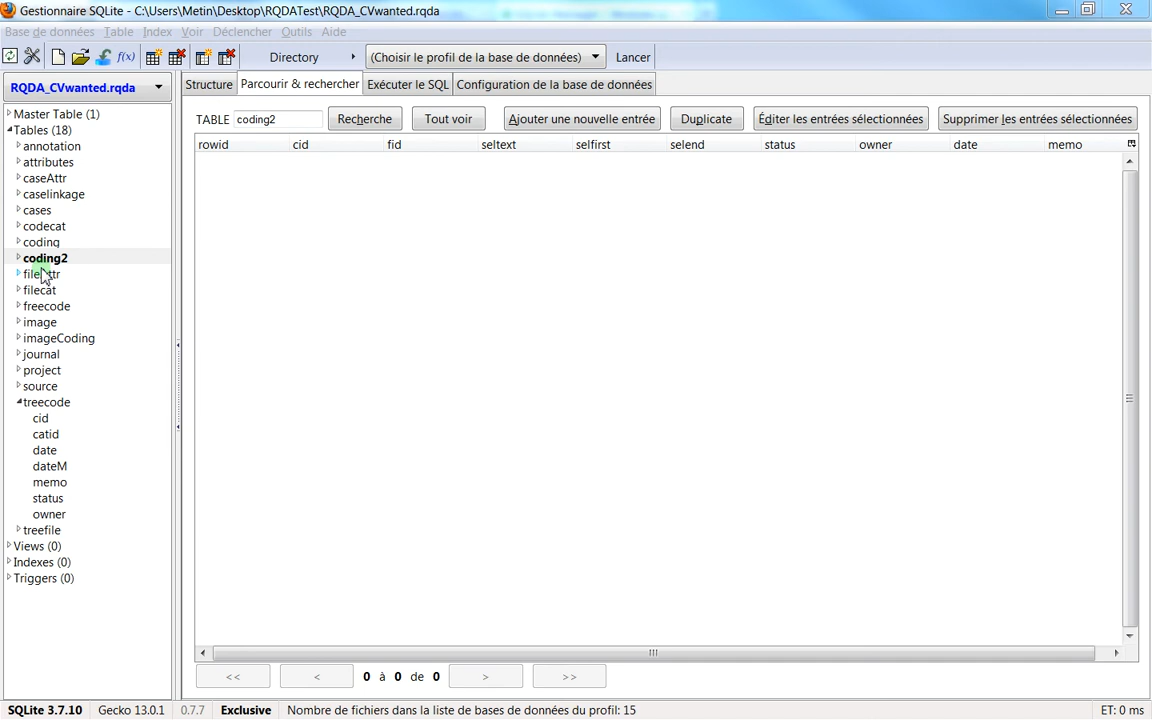 Gestionnaire SQLite - C:\Users\Metin\Desktop\RQDATest\RQDA_CVwanted.rqda
Base de données Table Index Voir Déclencher Outils Aide
f(x) Directory (Choisir le profil de la base de données) Lancer
RQDA_CVwanted.rqda
Structure Parcourir & rechercher Exécuter le SQL Configuration de la base de données
TABLE coding2 Recherche Tout voir Ajouter une nouvelle entrée Duplicate Éditer les entrées sélectionnées Supprimer les entrées sélectionnées
rowid cid fid seltext selfirst selend status owner date memo
Master Table (1)
Tables (18)
annotation
attributes
caseAttr
caselinkage
cases
codecat
coding
coding2
filecat
freecode
image
imageCoding
journal
project
source
treecode
cid
catid
date
dateM
memo
status
owner
treefile
Views (0)
Indexes (0)
Triggers (0)
<< < 0 à 0 de 0 > >>
SQLite 3.7.10 Gecko 13.0.1 0.7.7 Exclusive Nombre de fichiers dans la liste de bases de données du profil: 15 ET: 0 ms